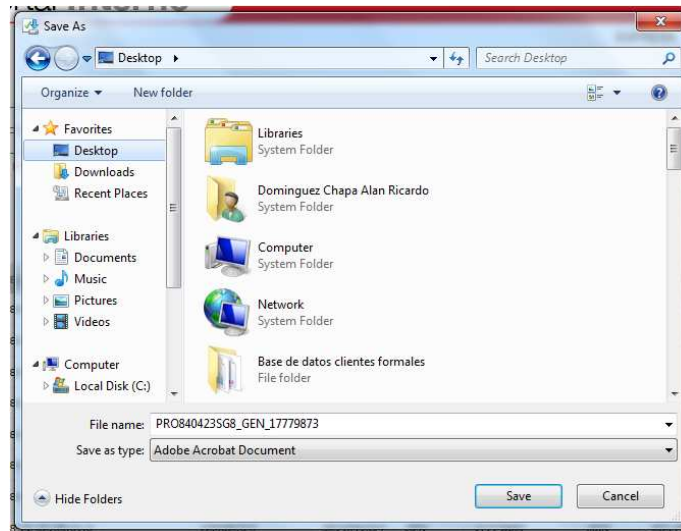 Interno
Save As
Desktop
Search Desktop
Organize
New folder
Favorites
Desktop
Downloads
Recent Places
Libraries
Documents
Music
Pictures
Videos
Computer
Local Disk (C:)
Libraries
System Folder
Dominguez Chapa Alan Ricardo
System Folder
Computer
System Folder
Network
System Folder
Base de datos clientes formales
File folder
File name: PRO840423SG8_GEN_17779873
Save as type: Adobe Acrobat Document
Hide Folders
Save
Cancel